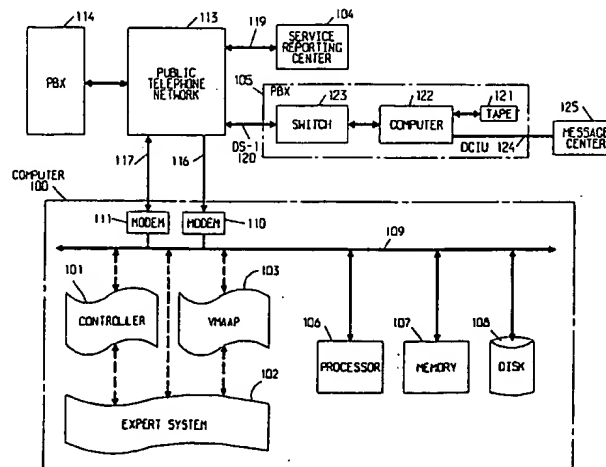 114
113
104
PBX
PUBLIC
TELEPHONE
NETWORK
119
SERVICE
REPORTING
CENTER
105
PBX
123
122
121
125
SWITCH
COMPUTER
TAPE
MESSAGE
CENTER
DS-1
120
DCIU
124
117
116
COMPUTER
100
111
MODEM
MODEM
110
109
101
103
CONTROLLER
VMAAP
106
107
108
PROCESSOR
MEMORY
DISK
102
EXPERT SYSTEM